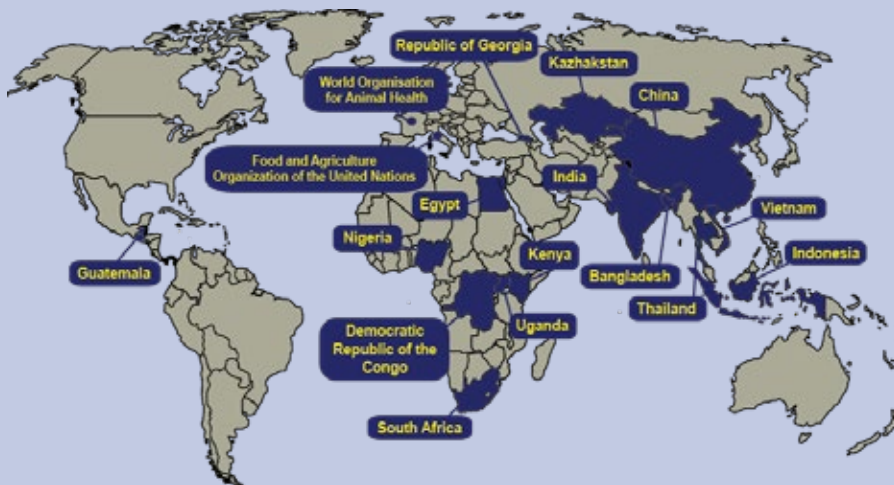 Republic of Georgia
Kazhakstan
World Organisation
for Animal Health
China
Food and Agriculture
Organization of the United Nations
India
Egypt
Vietnam
Nigeria
Kenya
Indonesia
Guatemala
Bangladesh
Thailand
Uganda
Democratic
Republic of the
Congo
South Africa